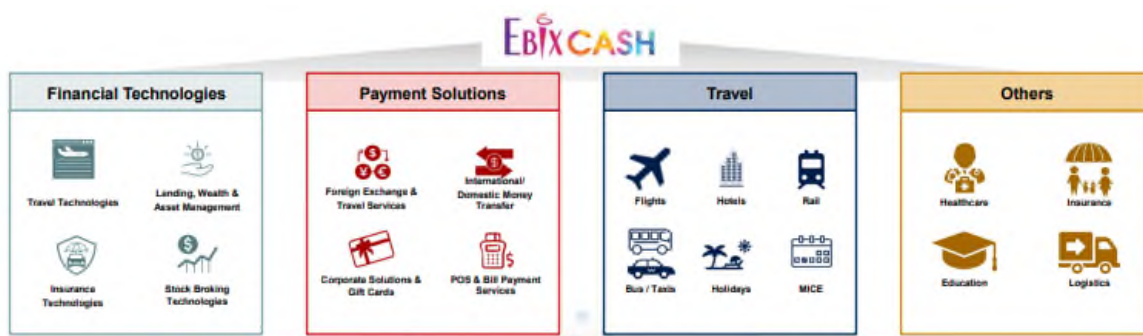 EBIXCASH
Financial Technologies
Travel Technologies
Landing, Wealth &
Asset Management
Insurance
Technologies
Stock Broking
Technologies
Payment Solutions
Foreign Exchange &
Travel Services
International/
Domestic Money
Transfer
Corporate Solutions &
Gift Cards
POS & Bill Payment
Services
Travel
Flights
Hotels
Rail
Bus / Taxis
Holidays
MICE
Others
Healthcare
Insurance
Education
Logistics